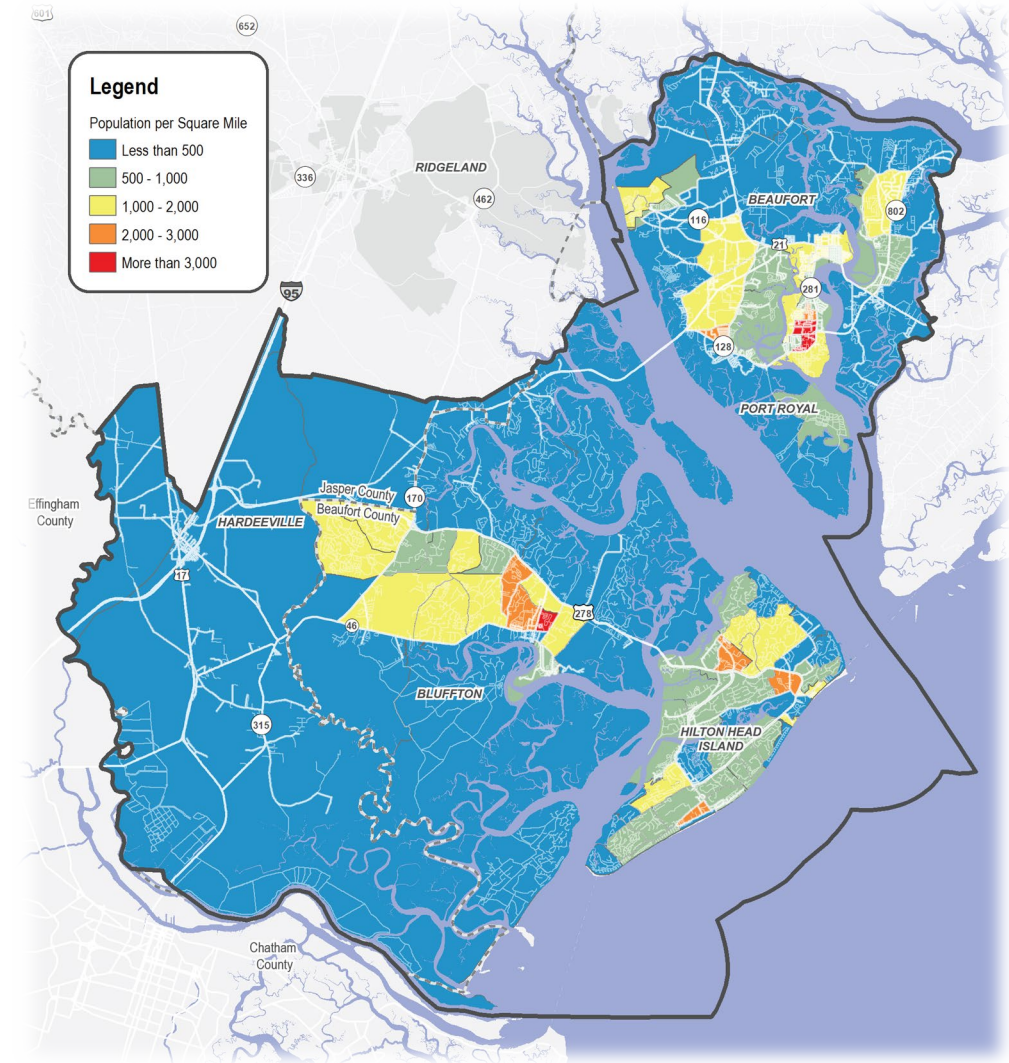 601
652
Legend
Population per Square Mile
Less than 500
500 - 1,000
1,000 - 2,000
2,000 - 3,000
More than 3,000
RIDGELAND
336
462
BEAUFORT
802
116
21
281
95
128
PORT ROYAL
Jasper County
170
Beaufort County
Effingham
County
HARDEEVILLE
17
46
278
BLUFFTON
315
HILTON HEAD
ISLAND
Chatham
County